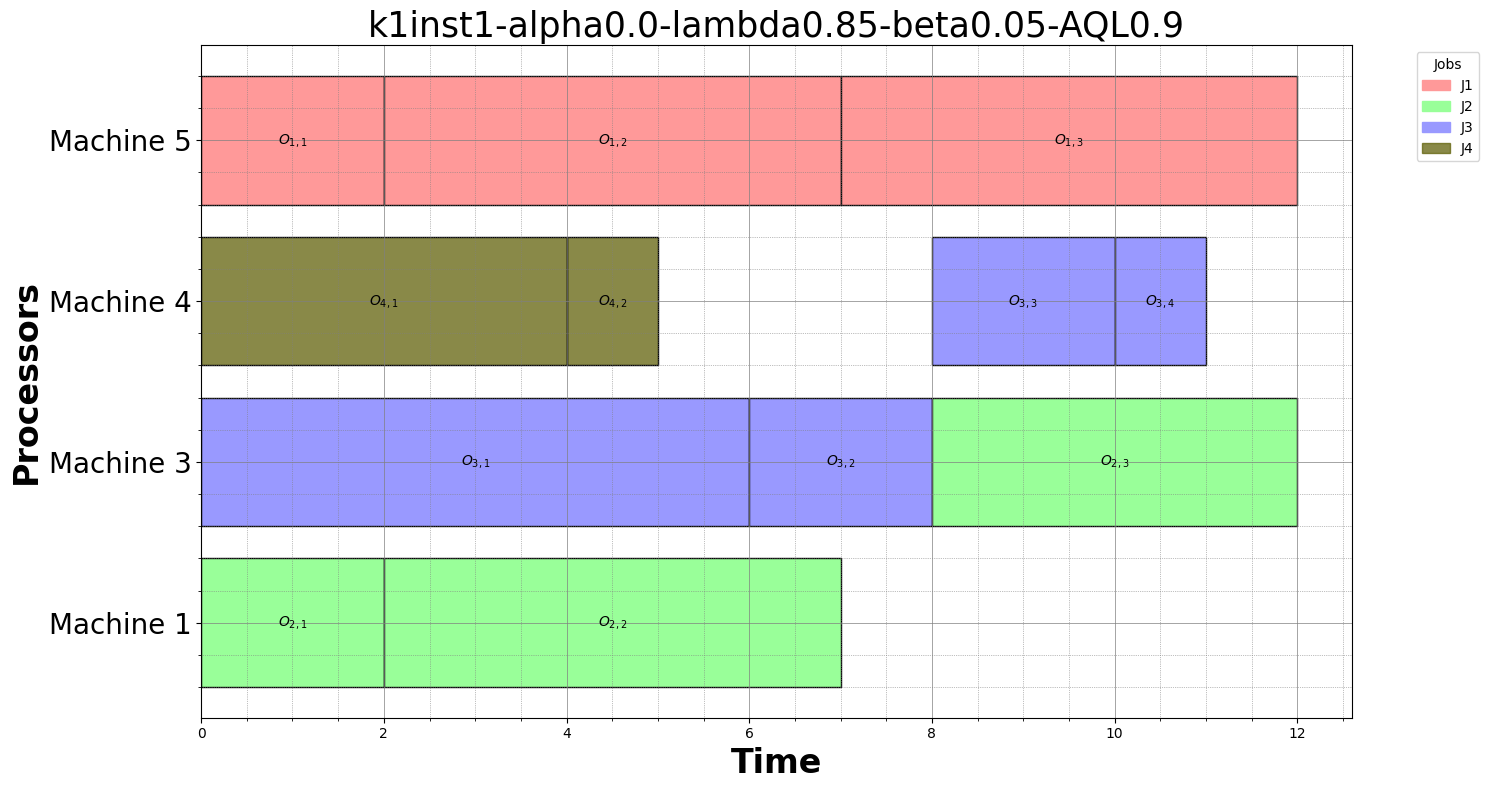 k1inst1-alpha0.0-lambda0.85-beta0.05-AQL0.9
Jobs
J1
J2
J3
J4
Machine 5
O1,1 O1,2 O1,3
Machine 4
O4,1 O4,2 O3,3 O3,4
Machine 3
O3,1 O3,2 O2,3
Machine 1
O2,1 O2,2
Processors
0 2 4 6 8 10 12
Time